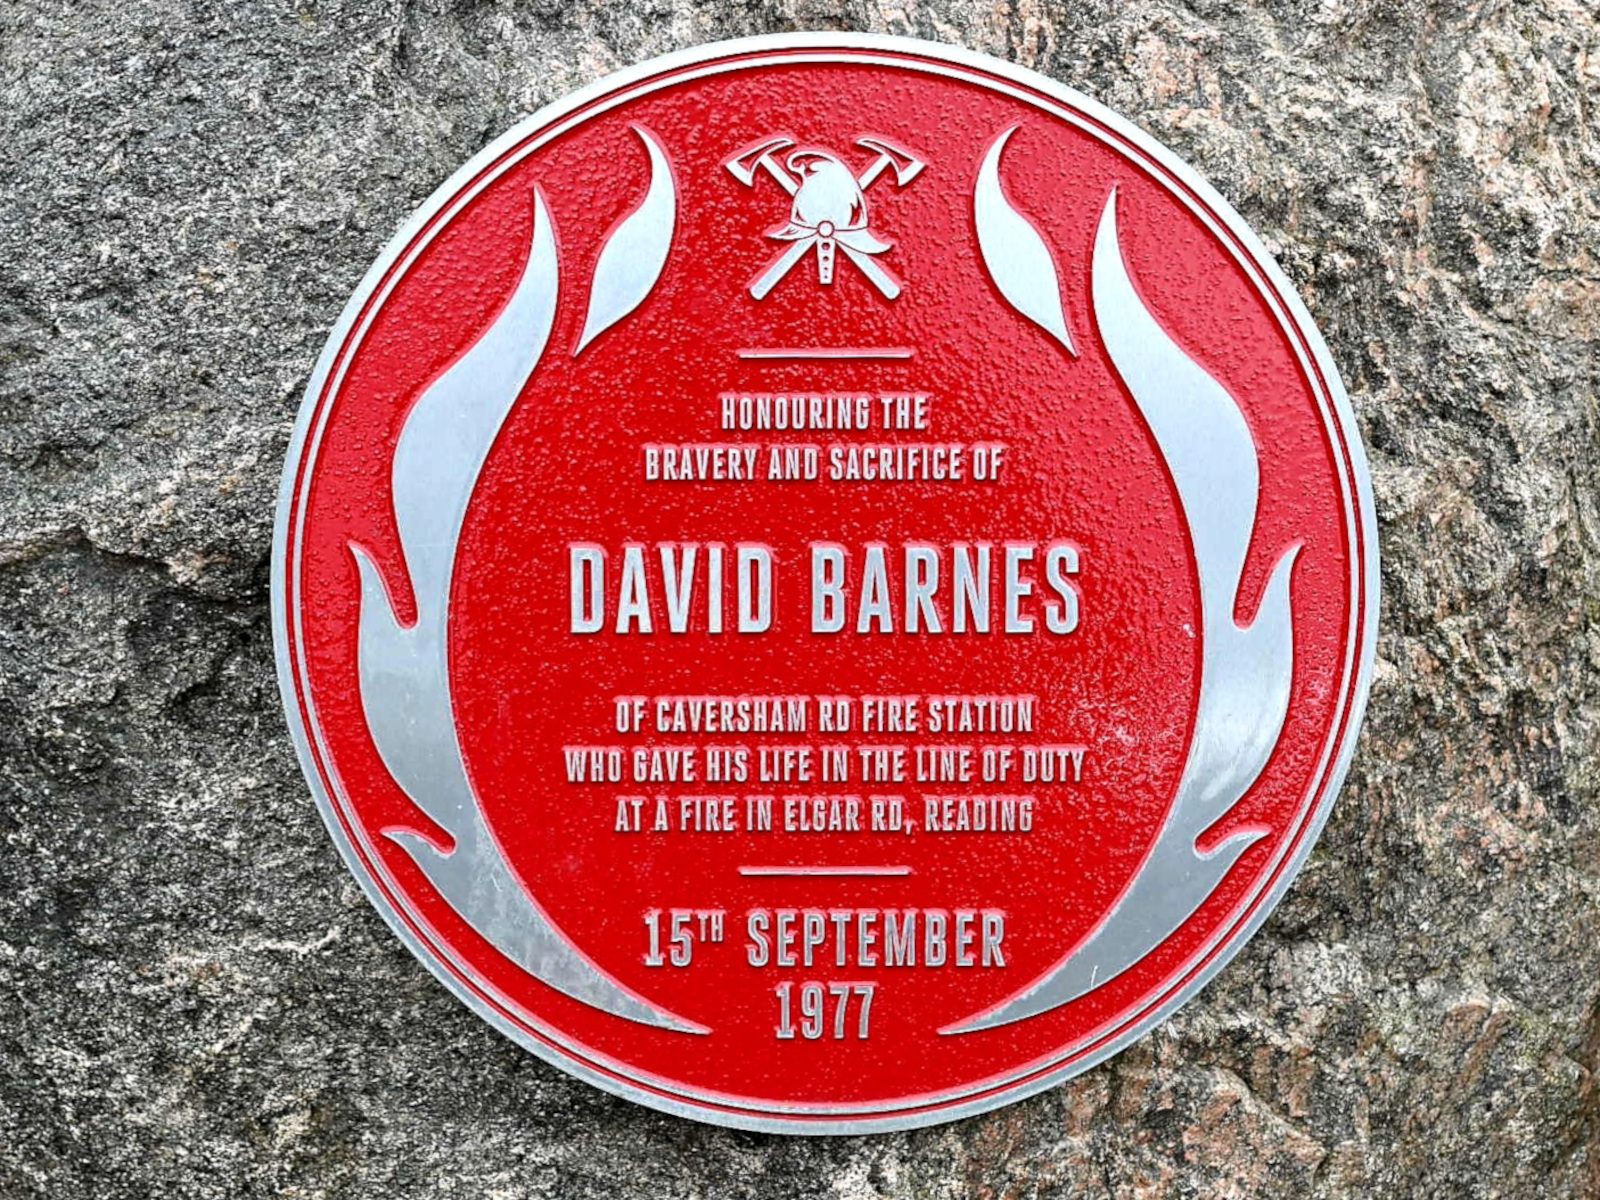 HONOURING THE
BRAVERY AND SACRIFICE OF
DAVID BARNES
OF CAVERSHAM RD FIRE STATION
WHO GAVE HIS LIFE IN THE LINE OF DUTY
AT A FIRE IN ELGAR RD, READING
15TH SEPTEMBER
1977